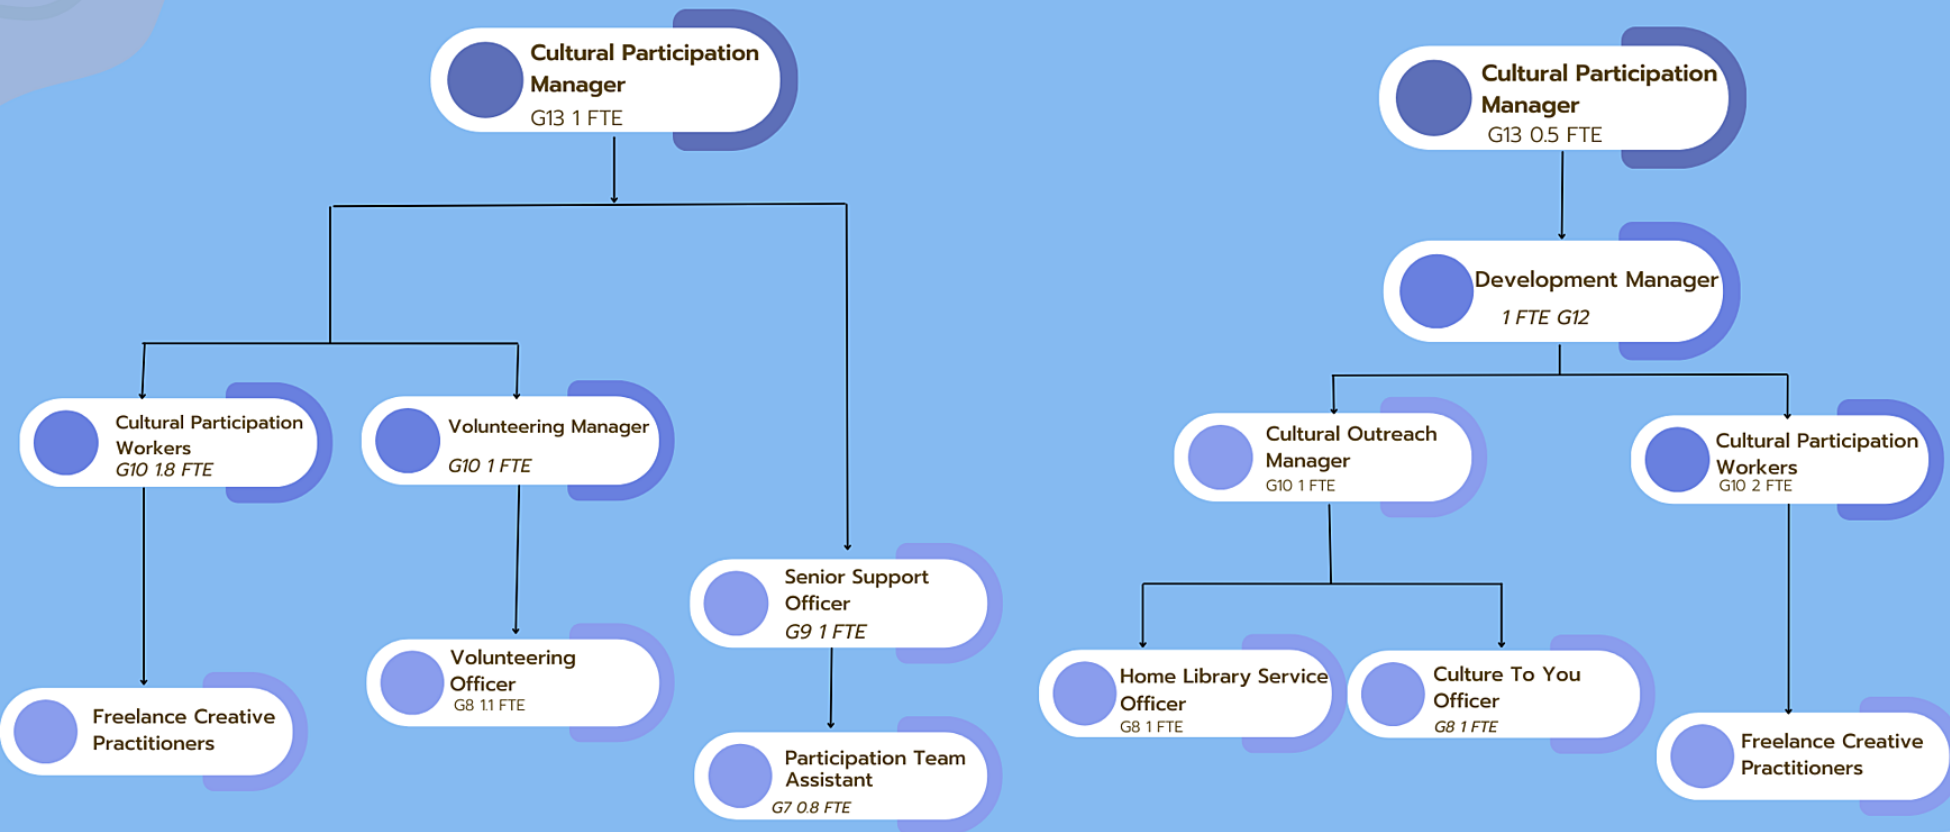 Cultural Participation
Manager
G13 1 FTE
Cultural Participation
Workers
G10 1.8 FTE
Volunteering Manager
G10 1 FTE
Senior Support
Officer
G9 1 FTE
Volunteering
Officer
G8 1.1 FTE
Freelance Creative
Practitioners
Participation Team
Assistant
G7 0.8 FTE
Cultural Participation
Manager
G13 0.5 FTE
Development Manager
1 FTE G12
Cultural Outreach
Manager
G10 1 FTE
Cultural Participation
Workers
G10 2 FTE
Home Library Service
Officer
G8 1 FTE
Culture To You
Officer
G8 1 FTE
Freelance Creative
Practitioners